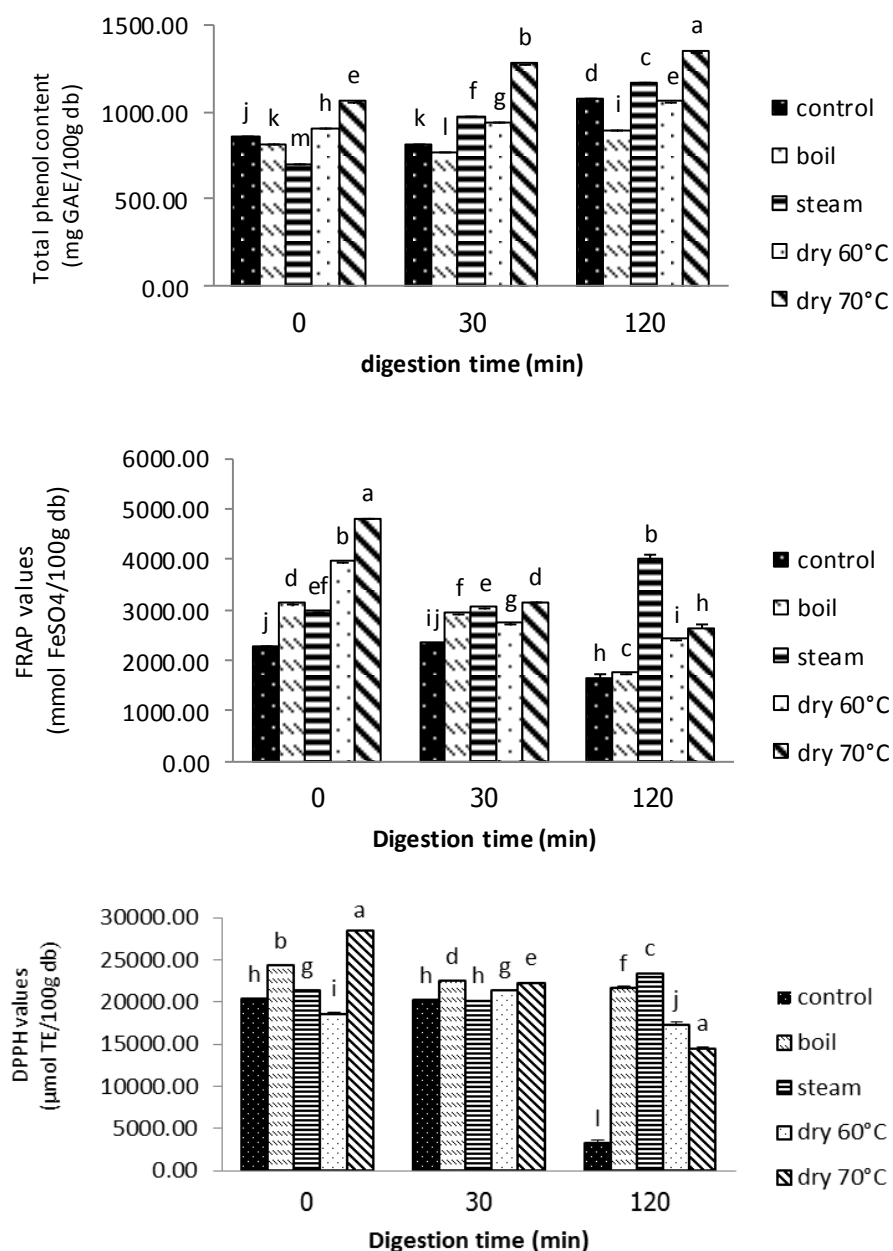 1500.00
1000.00
500.00
0.00
Total phenol content
(mg GAE/100g db)
j k m h e
k l f g b
d i c e a
0 30 120
digestion time (min)
control
boil
steam
dry 60°C
dry 70°C
6000.00
5000.00
4000.00
3000.00
2000.00
1000.00
0.00
FRAP values
(mmol FeSO4/100g db)
j d ef b a
ij f e g d
h c b i h
0 30 120
Digestion time (min)
control
boil
steam
dry 60°C
dry 70°C
30000.00
25000.00
20000.00
15000.00
10000.00
5000.00
0.00
DPPH values
(µmol TE/100g db)
h b g i a
h d h g e
l f c j a
0 30 120
Digestion time (min)
control
boil
steam
dry 60°C
dry 70°C